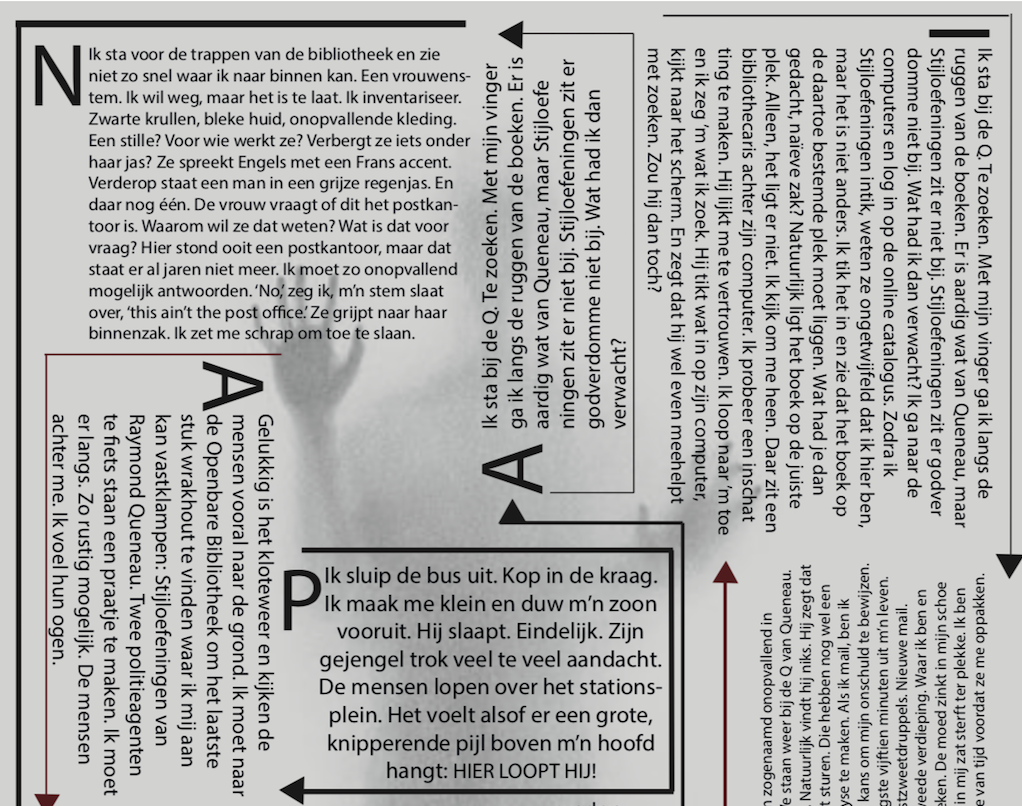 N
Ik sta voor de trappen van de bibliotheek en zie
niet zo snel waar ik naar binnen kan. Een vrouwens-
tem. Ik wil weg, maar het is te laat. Ik inventariseer.
Zwarte krullen, bleke huid, onopvallende kleding.
Een stille? Voor wie werkt ze? Verbergt ze iets onder
haar jas? Ze spreekt Engels met een Frans accent.
Verderop staat een man in een grijze regenjas. En
daar nog één. De vrouw vraagt of dit het postkan-
toor is. Waarom wil ze dat weten? Wat is dat voor
vraag? Hier stond ooit een postkantoor, maar dat
staat er al jaren niet meer. Ik moet zo onopvallend
mogelijk antwoorden. ‘No,’ zeg ik, m’n stem slaat
over, ‘this ain’t the post office.’ Ze grijpt naar haar
binnenzak. Ik zet me schrap om toe te slaan.
A
Gelukkig is het kloteweer en kijken de
mensen vooral naar de grond. Ik moet naar
de Openbare Bibliotheek om het laatste
stuk wrakhout te vinden waar ik mij aan
kan vastklampen: Stijloefeningen van
Raymond Queneau. Twee politieagenten
te fiets staan een praatje te maken. Ik moet
er langs. Zo rustig mogelijk. De mensen
achter me. Ik voel hun ogen.
P
Ik sluip de bus uit. Kop in de kraag.
Ik maak me klein en duw m’n zoon
vooruit. Hij slaapt. Eindelijk. Zijn
gejengel trok veel te veel aandacht.
De mensen lopen over het stations-
plein. Het voelt alsof er een grote,
knipperende pijl boven m’n hoofd
hangt: HIER LOOPT HIJ!
A
Ik sta bij de Q. Te zoeken. Met mijn vinger
ga ik langs de ruggen van de boeken. Er is
aardig wat van Queneau, maar Stijloefe
ningen zit er niet bij. Stijloefeningen zit er
godverdomme niet bij. Wat had ik dan
verwacht?
I
Ik sta bij de Q. Te zoeken. Met mijn vinger ga ik langs de
ruggen van de boeken. Er is aardig wat van Queneau, maar
Stijloefeningen zit er niet bij. Stijloefeningen zit er godver
domme niet bij. Wat had ik dan verwacht? Ik ga naar de
computers en log in op de online catalogus. Zodra ik
Stijloefeningen intik, weten ze ongetwijfeld dat ik hier ben,
maar het is niet anders. Ik tik het in en zie dat het boek op
de daartoe bestemde plek moet liggen. Wat had je dan
gedacht, naïeve zak? Natuurlijk ligt het boek op de juiste
plek. Alleen, het ligt er niet. Ik kijk om me heen. Daar zit een
bibliothecaris achter zijn computer. Ik probeer een inschat
ting te maken. Hij lijkt me te vertrouwen. Ik loop naar ’m toe
en ik zeg ’m wat ik zoek. Hij tikt wat in op zijn computer,
kijkt naar het scherm. En zegt dat hij wel even meehelpt
met zoeken. Zou hij dan toch?
n zogenaamd onopvallend in
e staan weer bij de Q van Queneau.
Natuurlijk vindt hij niks. Hij zegt dat
t sturen. Die hebben nog wel een
yse te maken. Als ik mail, ben ik
kans om mijn onschuld te bewijzen.
gste vijftien minuten uit m’n leven.
stzweetdruppels. Nieuwe mail.
weede verdieping. Waar ik ben en
ken. De moed zinkt in mijn schoe
in mij zat sterft ter plekke. Ik ben
e van tijd voordat ze me oppakken.